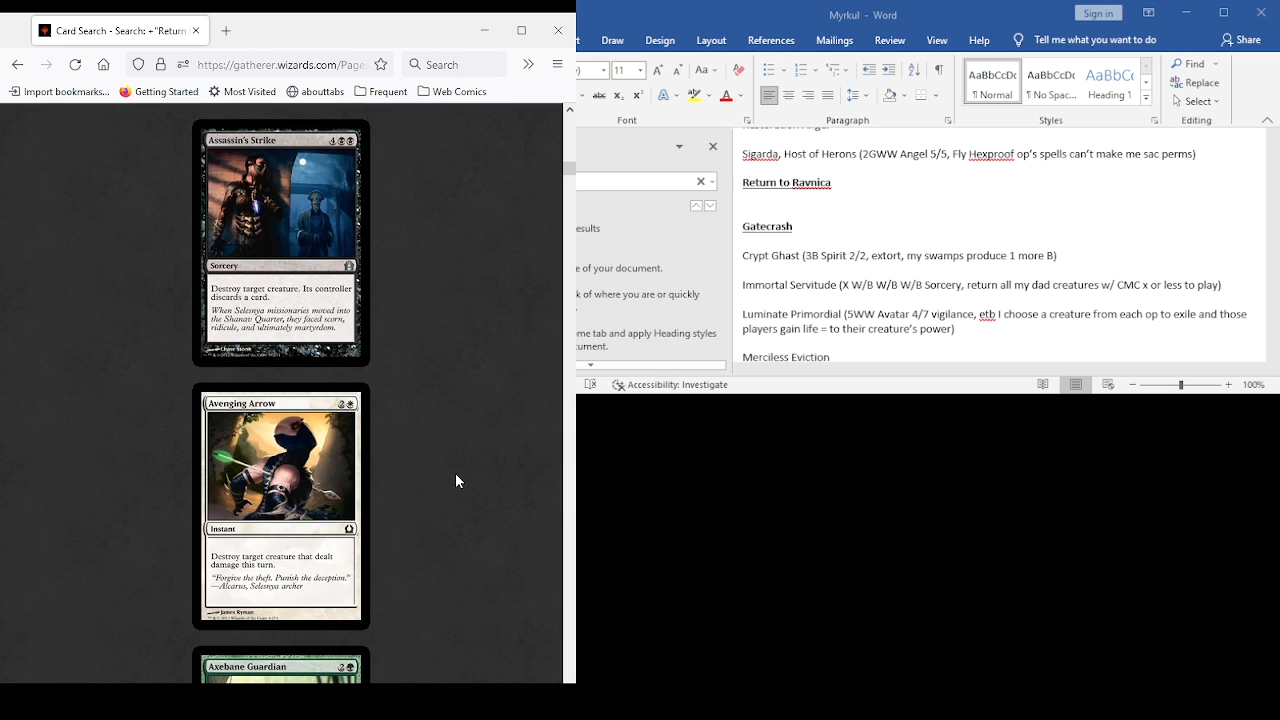 Card Search - Search: +"Return
https://gatherer.wizards.com/Page
Search
Import bookmarks...
Getting Started
Most Visited
abouttabs
Frequent
Web Comics
Assassin's Strike
4
Sorcery
Destroy target creature. Its controller
discards a card.
When Selesnya missionaries moved into
the Shanav Quarter, they faced scorn,
ridicule, and ultimately martyrdom.
Chase Stone
Avenging Arrow
2
Instant
Destroy target creature that dealt
damage this turn.
"Forgive the theft. Punish the deception."
—Alcarus, Selesnya archer
James Ryman
Axebane Guardian
2
Myrkul - Word
Sign in
Draw
Design
Layout
References
Mailings
Review
View
Help
Tell me what you want to do
Share
11
Aa
abc
x₂
x²
A
A
Font
Paragraph
AaBbCcDc
¶ Normal
AaBbCcDc
¶ No Spac...
AaBbCc
Heading 1
Styles
Find
Replace
Select
Editing
esults
e of your document.
k of where you are or quickly
me tab and apply Heading styles
cument.
Sigarda, Host of Herons (2GWW Angel 5/5, Fly Hexproof op's spells can't make me sac perms)
Return to Ravnica
Gatecrash
Crypt Ghast (3B Spirit 2/2, extort, my swamps produce 1 more B)
Immortal Servitude (X W/B W/B W/B Sorcery, return all my dad creatures w/ CMC x or less to play)
Luminate Primordial (5WW Avatar 4/7 vigilance, etb I choose a creature from each op to exile and those
players gain life = to their creature's power)
Merciless Eviction
Accessibility: Investigate
100%